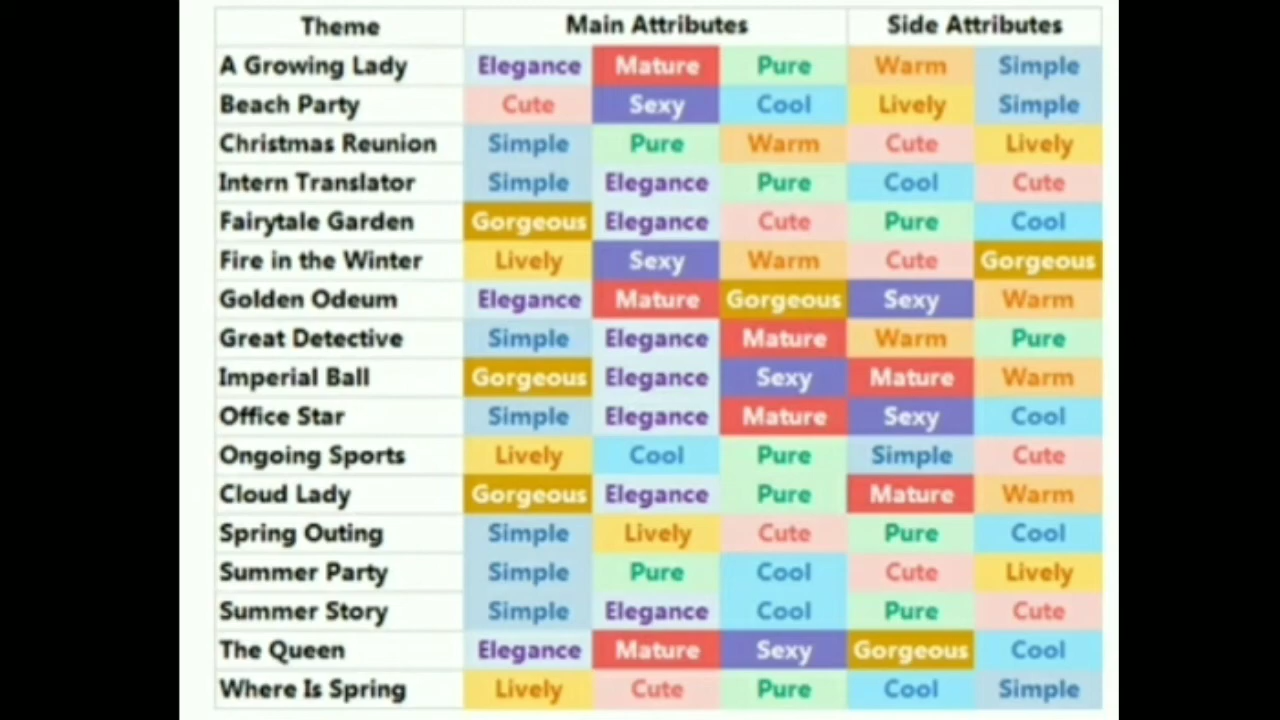 Theme Main Attributes Side Attributes
A Growing Lady Elegance Mature Pure Warm Simple
Beach Party Cute Sexy Cool Lively Simple
Christmas Reunion Simple Pure Warm Cute Lively
Intern Translator Simple Elegance Pure Cool Cute
Fairytale Garden Gorgeous Elegance Cute Pure Cool
Fire in the Winter Lively Sexy Warm Cute Gorgeous
Golden Odeum Elegance Mature Gorgeous Sexy Warm
Great Detective Simple Elegance Mature Warm Pure
Imperial Ball Gorgeous Elegance Sexy Mature Warm
Office Star Simple Elegance Mature Sexy Cool
Ongoing Sports Lively Cool Pure Simple Cute
Cloud Lady Gorgeous Elegance Pure Mature Warm
Spring Outing Simple Lively Cute Pure Cool
Summer Party Simple Pure Cool Cute Lively
Summer Story Simple Elegance Cool Pure Cute
The Queen Elegance Mature Sexy Gorgeous Cool
Where Is Spring Lively Cute Pure Cool Simple